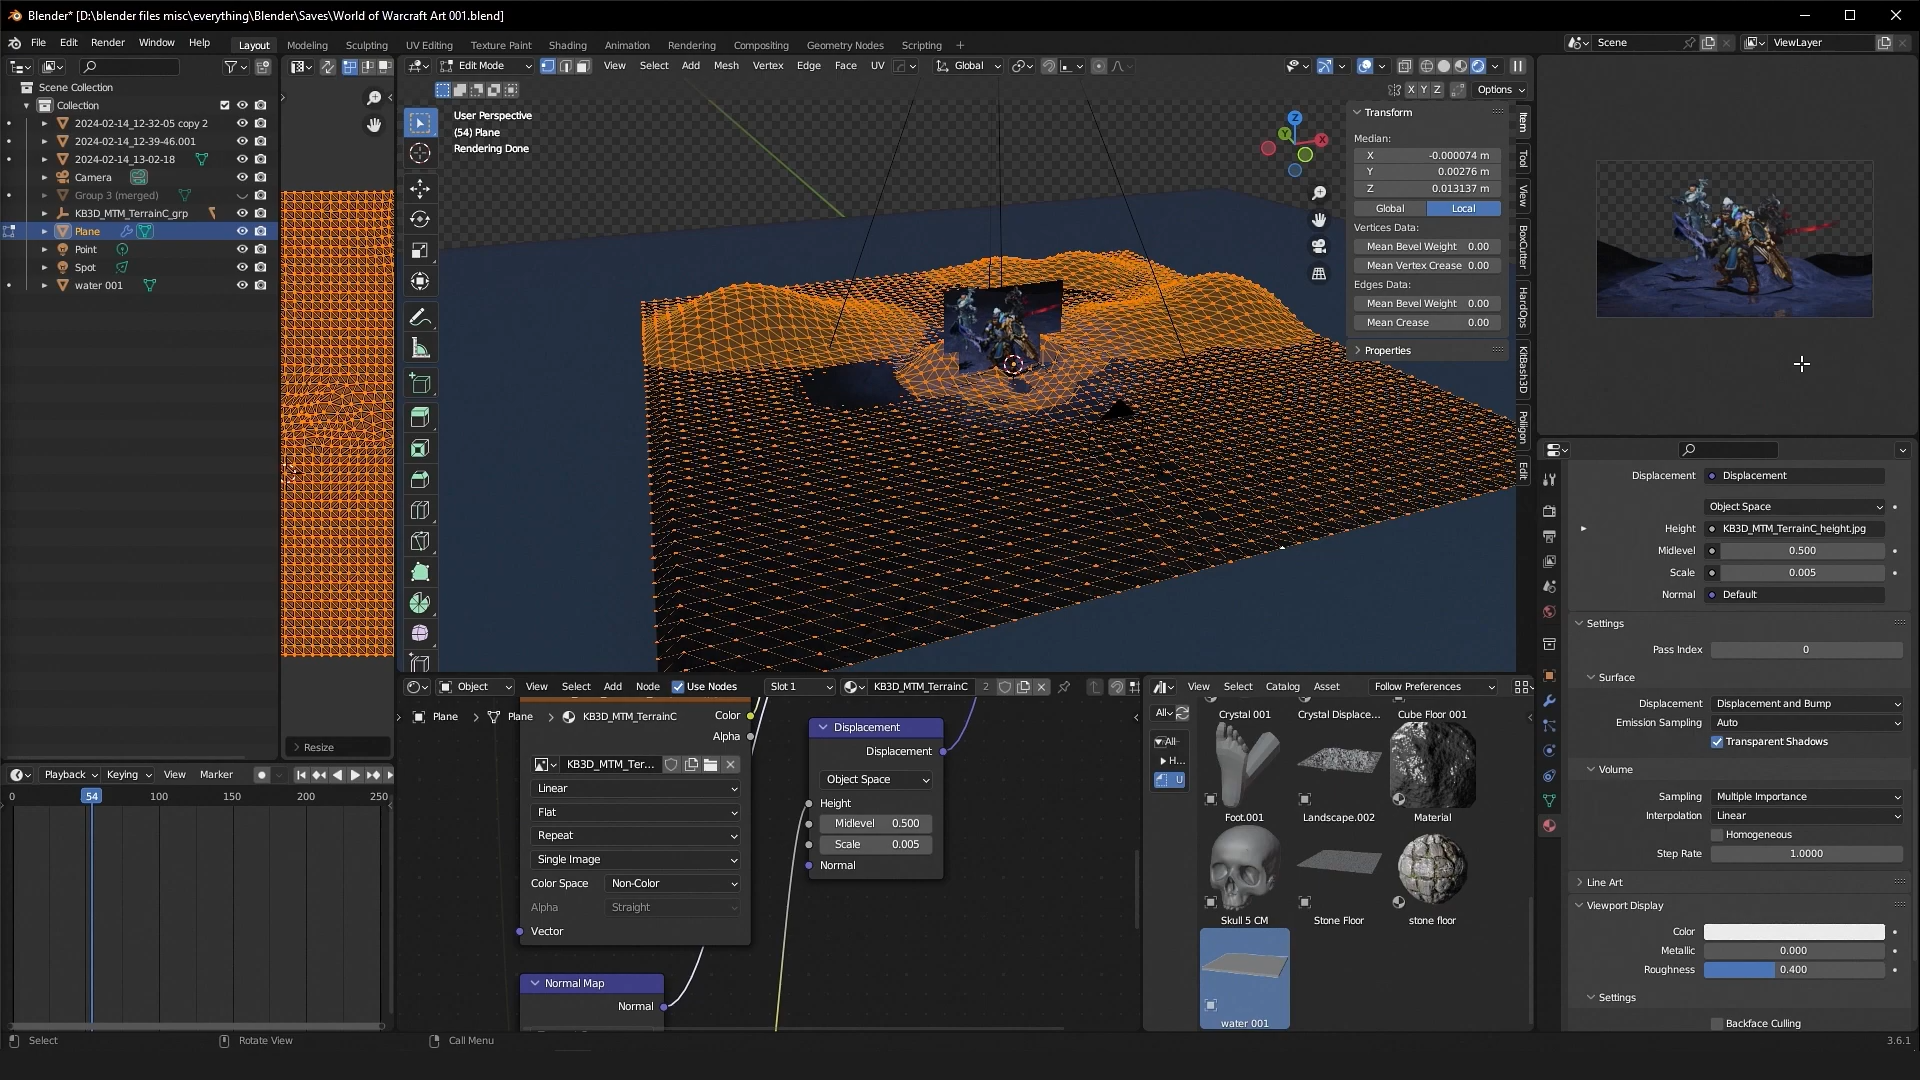 Blender* [D:\blender files misc\everything\Blender\Saves\World of Warcraft Art 001.blend]
File Edit Render Window Help
Layout Modeling Sculpting UV Editing Texture Paint Shading Animation Rendering Compositing Geometry Nodes Scripting +
Scene
ViewLayer
Scene Collection
Collection
2024-02-14_12-32-05 copy 2
2024-02-14_12-39-46.001
2024-02-14_13-02-18
Camera
Group 3 (merged)
KB3D_MTM_TerrainC_grp
Plane
Point
Spot
water 001
Resize
Edit Mode View Select Add Mesh Vertex Edge Face UV Global
X Y Z Options
User Perspective
(54) Plane
Rendering Done
Z
Y
X
Transform
Median:
X -0.000074 m
Y 0.00276 m
Z 0.013137 m
Global Local
Vertices Data:
Mean Bevel Weight 0.00
Mean Vertex Crease 0.00
Edges Data:
Mean Bevel Weight 0.00
Mean Crease 0.00
Properties
Item
Tool
View
BoxCutter
HardOps
KitBash3D
Poliigon
Edit
Displacement Displacement
Object Space
Height KB3D_MTM_TerrainC_height.jpg
Midlevel 0.500
Scale 0.005
Normal Default
Settings
Pass Index 0
Surface
Displacement Displacement and Bump
Emission Sampling Auto
Transparent Shadows
Volume
Sampling Multiple Importance
Interpolation Linear
Homogeneous
Step Rate 1.0000
Line Art
Viewport Display
Color
Metallic 0.000
Roughness 0.400
Settings
Backface Culling
Playback Keying View Marker
0 54 100 150 200 250
Object View Select Add Node Use Nodes Slot 1 KB3D_MTM_TerrainC 2
Plane > Plane > KB3D_MTM_TerrainC
Color
Alpha
KB3D_MTM_Ter...
Linear
Flat
Repeat
Single Image
Color Space Non-Color
Alpha Straight
Vector
Normal Map
Normal
Displacement
Displacement
Object Space
Height
Midlevel 0.500
Scale 0.005
Normal
View Select Catalog Asset Follow Preferences
All
All
H...
U
Crystal 001 Crystal Displace... Cube Floor 001
Foot.001 Landscape.002 Material
Skull 5 CM Stone Floor stone floor
water 001
Select Rotate View Call Menu 3.6.1